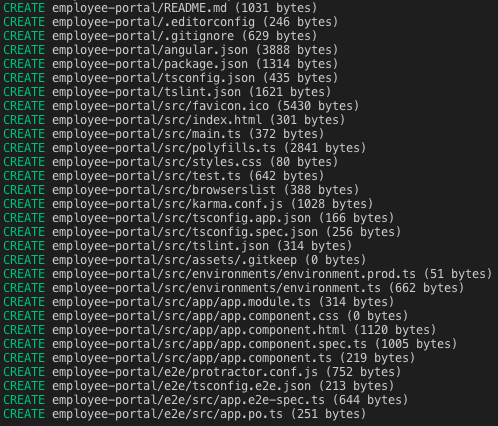 CREATE employee-portal/README.md (1031 bytes)
CREATE employee-portal/.editorconfig (246 bytes)
CREATE employee-portal/.gitignore (629 bytes)
CREATE employee-portal/angular.json (3888 bytes)
CREATE employee-portal/package.json (1314 bytes)
CREATE employee-portal/tsconfig.json (435 bytes)
CREATE employee-portal/tslint.json (1621 bytes)
CREATE employee-portal/src/favicon.ico (5430 bytes)
CREATE employee-portal/src/index.html (301 bytes)
CREATE employee-portal/src/main.ts (372 bytes)
CREATE employee-portal/src/polyfills.ts (2841 bytes)
CREATE employee-portal/src/styles.css (80 bytes)
CREATE employee-portal/src/test.ts (642 bytes)
CREATE employee-portal/src/browserslist (388 bytes)
CREATE employee-portal/src/karma.conf.js (1028 bytes)
CREATE employee-portal/src/tsconfig.app.json (166 bytes)
CREATE employee-portal/src/tsconfig.spec.json (256 bytes)
CREATE employee-portal/src/tslint.json (314 bytes)
CREATE employee-portal/src/assets/.gitkeep (0 bytes)
CREATE employee-portal/src/environments/environment.prod.ts (51 bytes)
CREATE employee-portal/src/environments/environment.ts (662 bytes)
CREATE employee-portal/src/app/app.module.ts (314 bytes)
CREATE employee-portal/src/app/app.component.css (0 bytes)
CREATE employee-portal/src/app/app.component.html (1120 bytes)
CREATE employee-portal/src/app/app.component.spec.ts (1005 bytes)
CREATE employee-portal/src/app/app.component.ts (219 bytes)
CREATE employee-portal/e2e/protractor.conf.js (752 bytes)
CREATE employee-portal/e2e/tsconfig.e2e.json (213 bytes)
CREATE employee-portal/e2e/src/app.e2e-spec.ts (644 bytes)
CREATE employee-portal/e2e/src/app.po.ts (251 bytes)